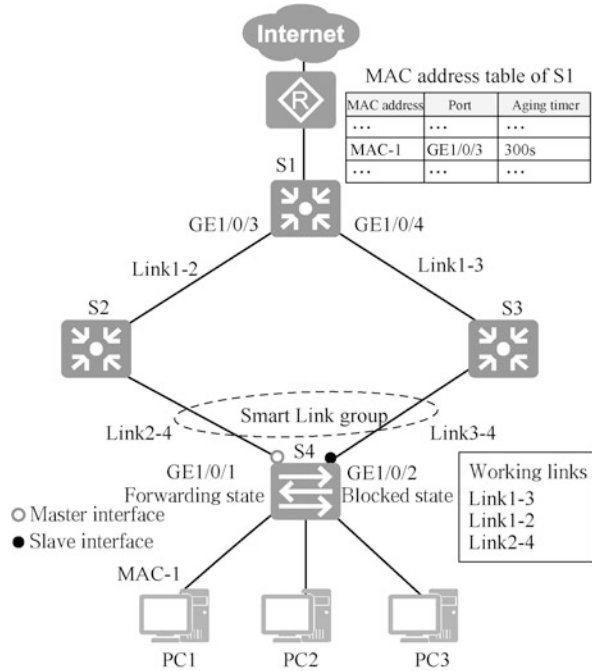 Internet
R
MAC address table of S1
MAC address Port Aging timer
... ... ...
MAC-1 GE1/0/3 300s
... ... ...
S1
GE1/0/3 GE1/0/4
Link1-2 Link1-3
S2 S3
Smart Link group
Link2-4 S4 Link3-4
GE1/0/1 GE1/0/2
Forwarding state Blocked state
Working links
Link1-3
Link1-2
Link2-4
Master interface
Slave interface
MAC-1
PC1 PC2 PC3